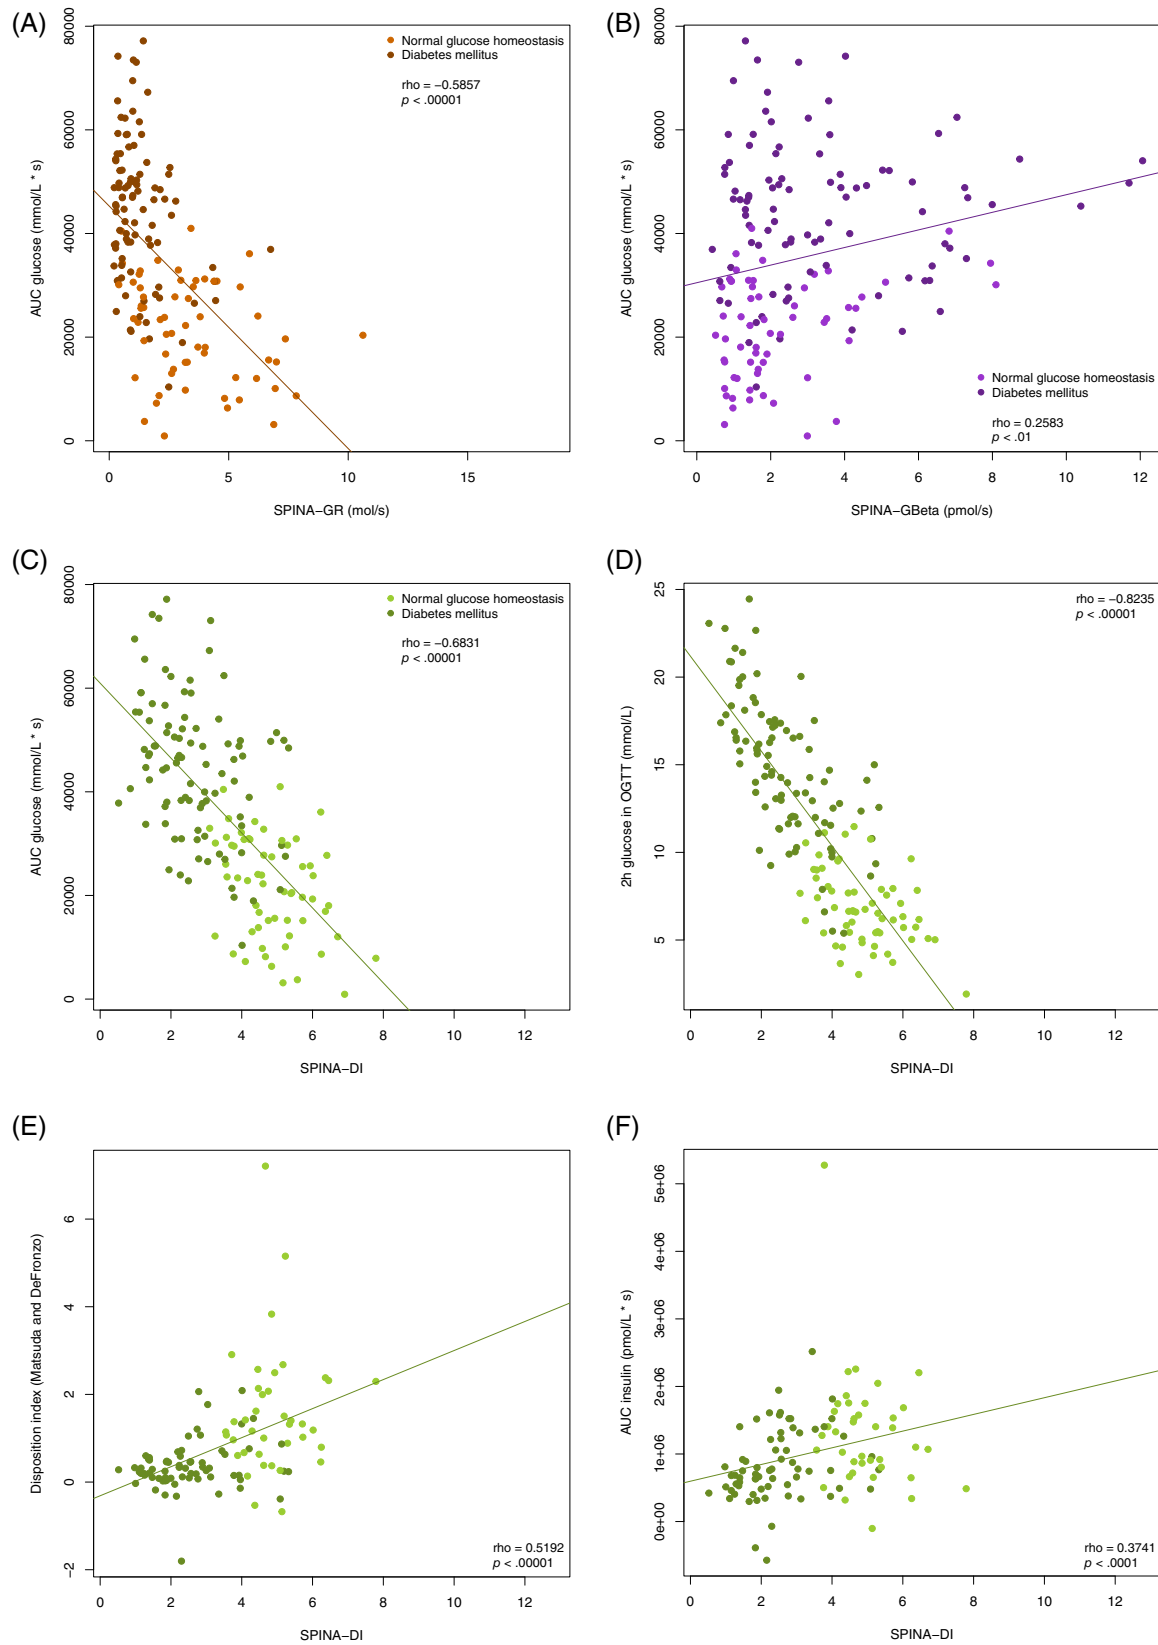 (A)
80000
60000
40000
20000
0
AUC glucose (mmol/L * s)
Normal glucose homeostasis
Diabetes mellitus
rho = −0.5857
p < .00001
0 5 10 15
SPINA−GR (mol/s)
(B)
80000
60000
40000
20000
0
AUC glucose (mmol/L * s)
Normal glucose homeostasis
Diabetes mellitus
rho = 0.2583
p < .01
0 2 4 6 8 10 12
SPINA−GBeta (pmol/s)
(C)
80000
60000
40000
20000
0
AUC glucose (mmol/L * s)
Normal glucose homeostasis
Diabetes mellitus
rho = −0.6831
p < .00001
0 2 4 6 8 10 12
SPINA−DI
(D)
25
20
15
10
5
2h glucose in OGTT (mmol/L)
rho = −0.8235
p < .00001
0 2 4 6 8 10 12
SPINA−DI
(E)
6
4
2
0
−2
Disposition index (Matsuda and DeFronzo)
rho = 0.5192
p < .00001
0 2 4 6 8 10 12
SPINA−DI
(F)
5e+06
4e+06
3e+06
2e+06
1e+06
0e+00
AUC insulin (pmol/L * s)
rho = 0.3741
p < .0001
0 2 4 6 8 10 12
SPINA−DI